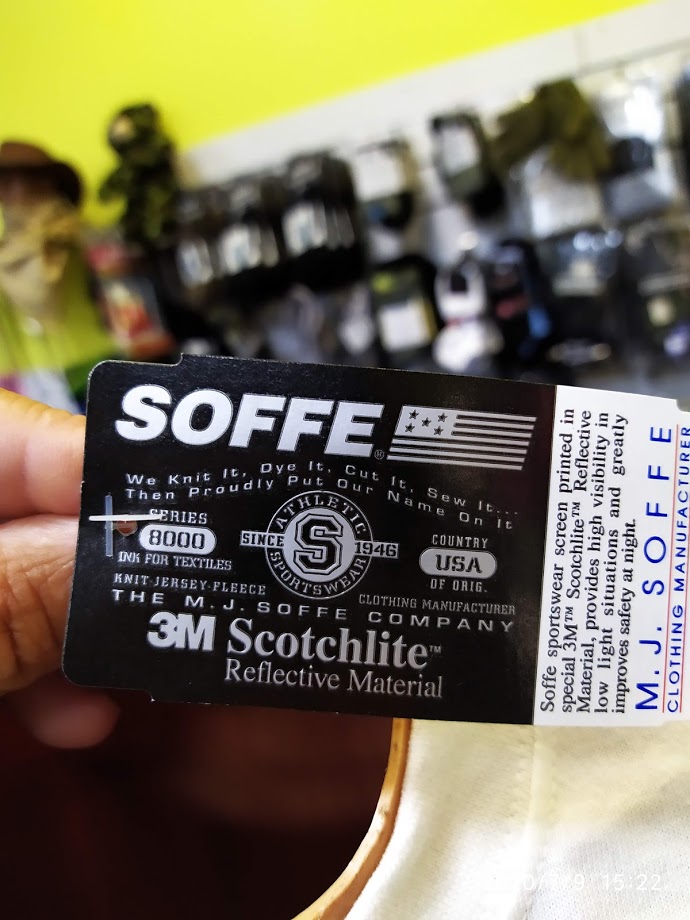 SOFFE®
We Knit It, Dye It, Cut It, Sew It...
Then Proudly Put Our Name On It
SERIES
8000
INK FOR TEXTILES
ATHLETIC
SINCE S 1946
SPORTSWEAR
COUNTRY
USA
OF ORIG.
KNIT-JERSEY-FLEECE
CLOTHING MANUFACTURER
THE M.J. SOFFE COMPANY
3M Scotchlite™
Reflective Material
Soffe sportswear screen printed in
special 3M™ Scotchlite™ Reflective
Material, provides high visibility in
low light situations and greatly
improves safety at night.
M.J. SOFFE
CLOTHING MANUFACTURER
15:22